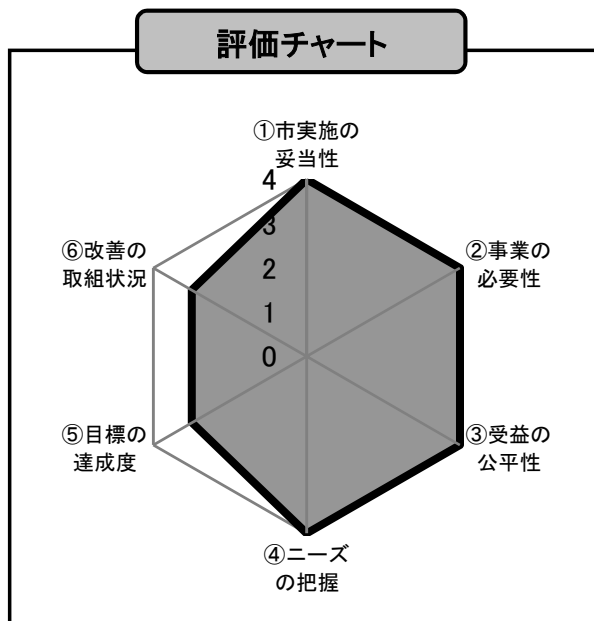 評価チャート
①市実施の
妥当性
4
3
2
1
0
②事業の
必要性
③受益の
公平性
④ニーズ
の把握
⑤目標の
達成度
⑥改善の
取組状況